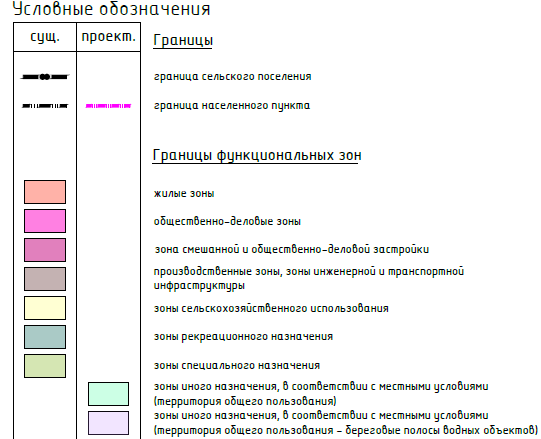 Условные обозначения
сущ. проект. Границы
граница сельского поселения
граница населенного пункта
Границы функциональных зон
жилые зоны
общественно-деловые зоны
зона смешанной и общественно-деловой застройки
производственные зоны, зоны инженерной и транспортной
инфраструктуры
зоны сельскохозяйственного использования
зоны рекреационного назначения
зоны специального назначения
зоны иного назначения, в соответствии с местными условиями
(территория общего пользования)
зоны иного назначения, в соответствии с местными условиями
(территория общего пользования - береговые полосы водных объектов)